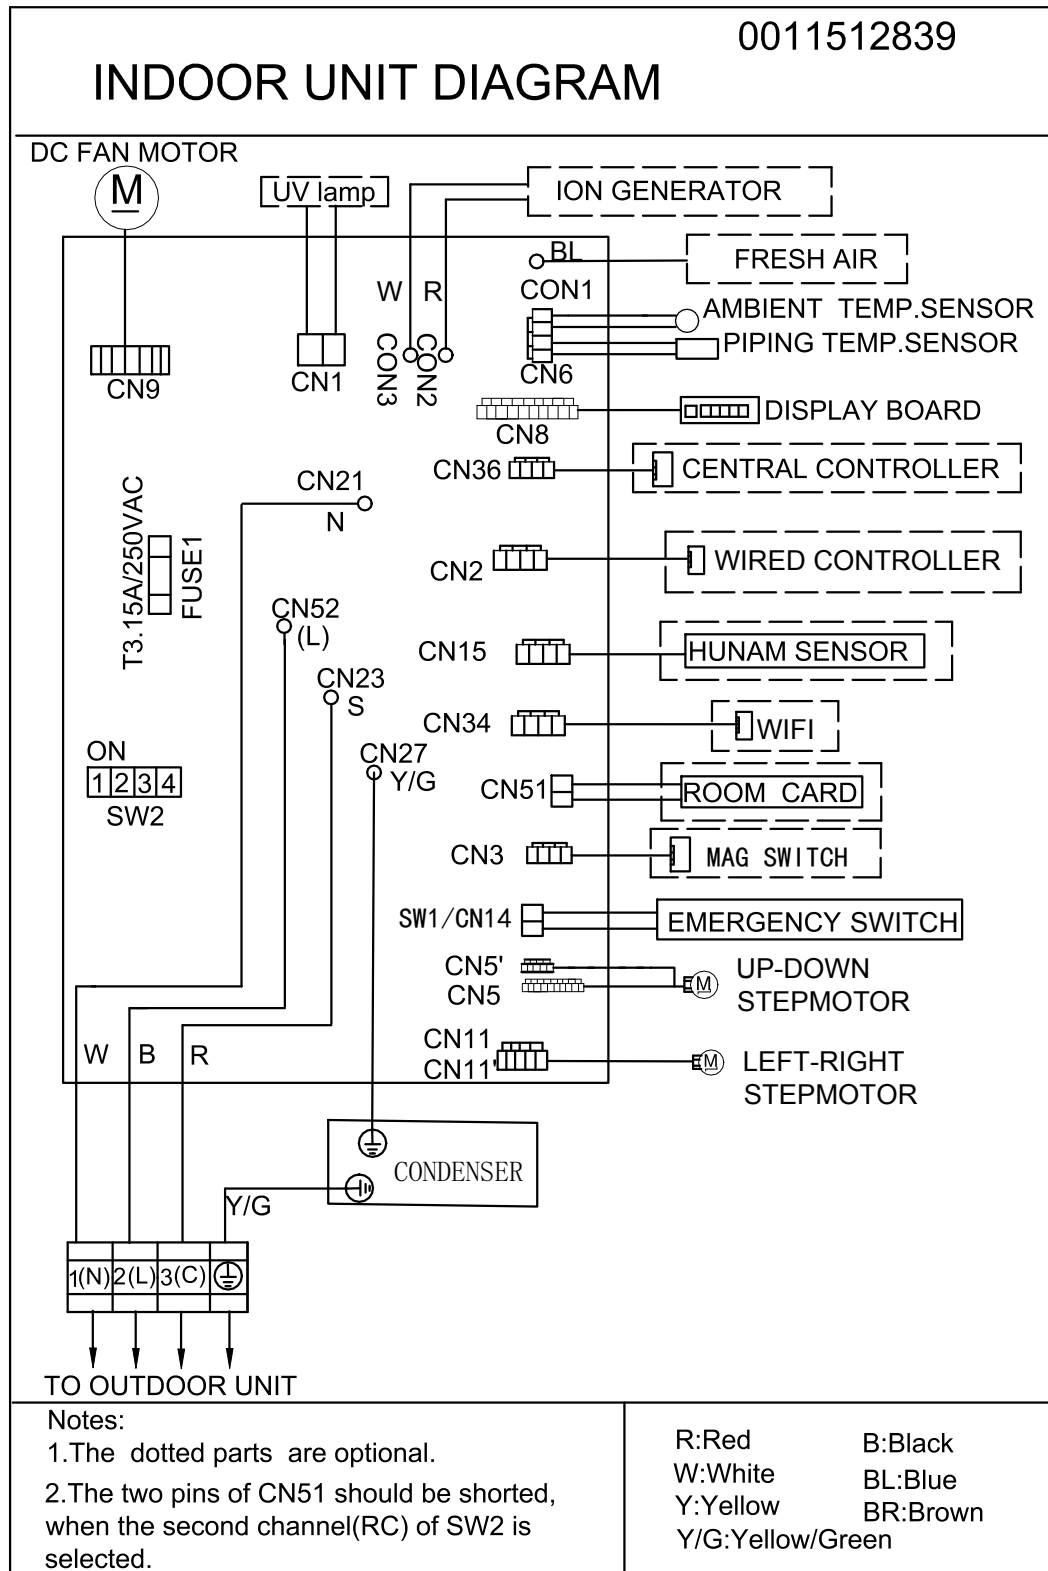 0011512839
INDOOR UNIT DIAGRAM
DC FAN MOTOR
M
UV lamp
ION GENERATOR
BL
FRESH AIR
W R
CON1
AMBIENT TEMP.SENSOR
PIPING TEMP.SENSOR
CN9
CN1
CON3
CON2
CN6
CN8
DISPLAY BOARD
CN36
CENTRAL CONTROLLER
CN21
N
T3.15A/250VAC
FUSE1
CN2
WIRED CONTROLLER
CN52
(L)
CN15
HUNAM SENSOR
CN23
S
CN34
WIFI
ON
1 2 3 4
SW2
CN27
Y/G
CN51
ROOM CARD
CN3
MAG SWITCH
SW1/CN14
EMERGENCY SWITCH
CN5'
CN5
M
UP-DOWN
STEPMOTOR
CN11
CN11'
M
LEFT-RIGHT
STEPMOTOR
W B R
CONDENSER
Y/G
1(N) 2(L) 3(C)
TO OUTDOOR UNIT
Notes:
1.The dotted parts are optional.
2.The two pins of CN51 should be shorted,
when the second channel(RC) of SW2 is
selected.
R:Red B:Black
W:White BL:Blue
Y:Yellow BR:Brown
Y/G:Yellow/Green